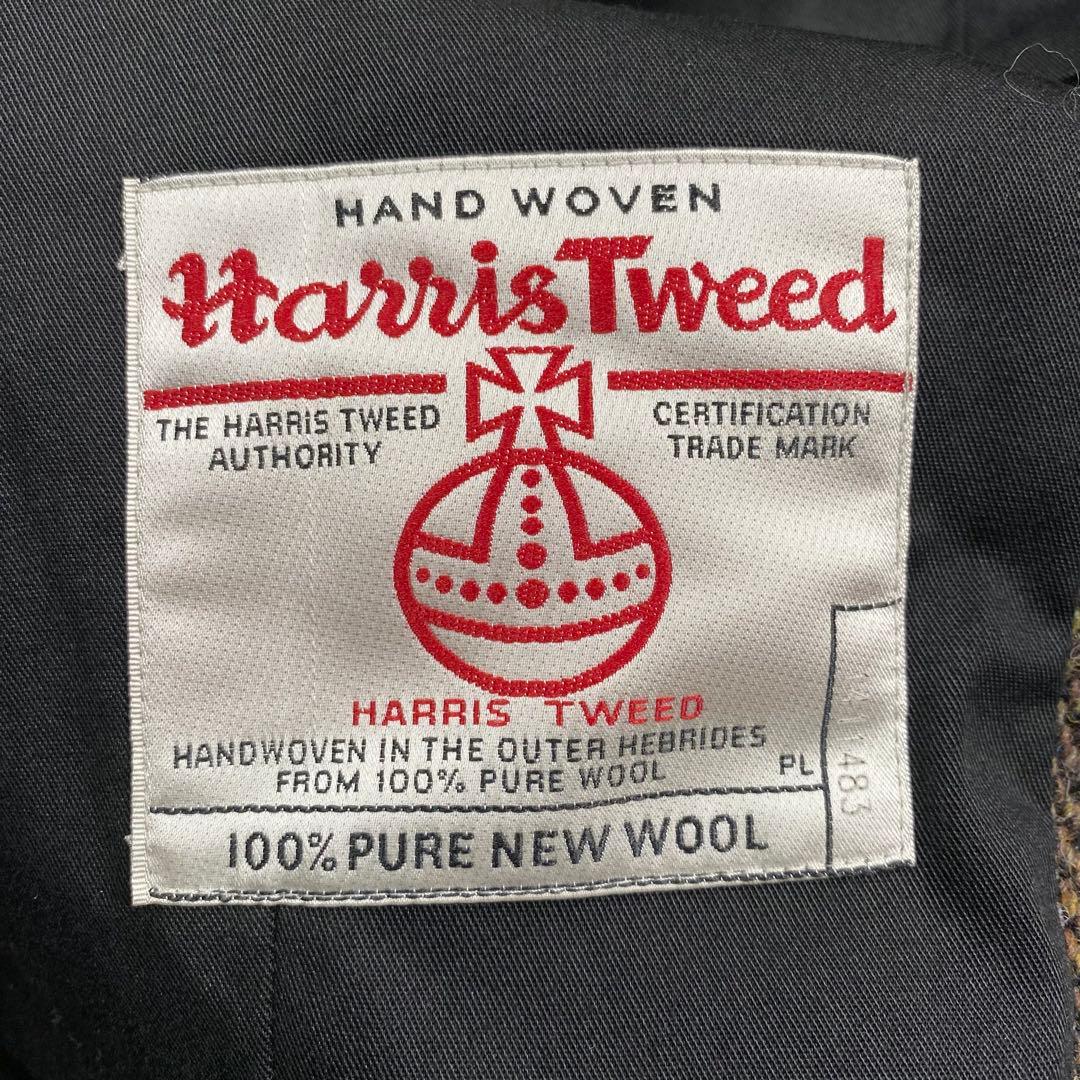 HAND WOVEN
Harris Tweed
THE HARRIS TWEED
AUTHORITY
CERTIFICATION
TRADE MARK
HARRIS TWEED
HANDWOVEN IN THE OUTER HEBRIDES
FROM 100% PURE WOOL
PL
100% PURE NEW WOOL